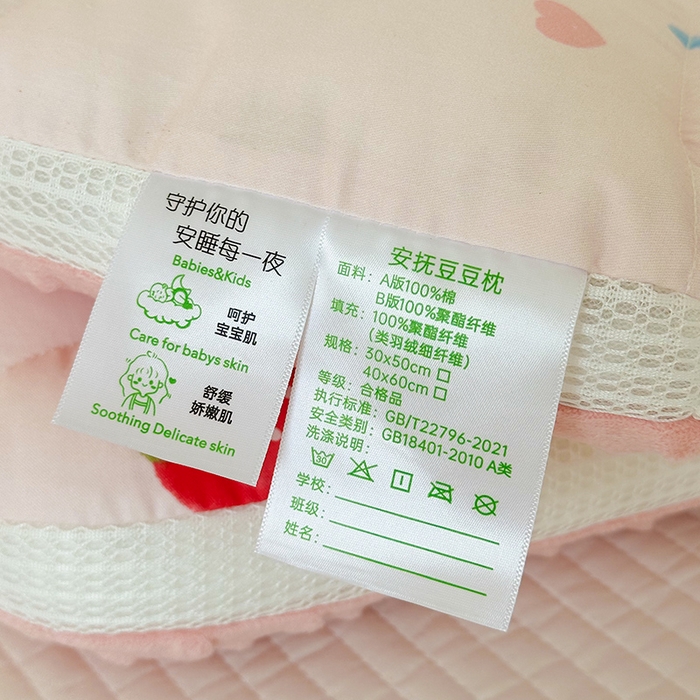 守护你的
安睡每一夜
Babies&Kids
呵护
宝宝肌
Care for babys skin
舒缓
娇嫩肌
Soothing Delicate skin
安抚豆豆枕
面料：A版100%棉
B版100%聚酯纤维
填充：100%聚酯纤维
(类羽绒细纤维)
规格：30x50cm □
40x60cm □
等级：合格品
执行标准：GB/T22796-2021
安全类别：GB18401-2010 A类
洗涤说明：
30
学校：
班级：
姓名：